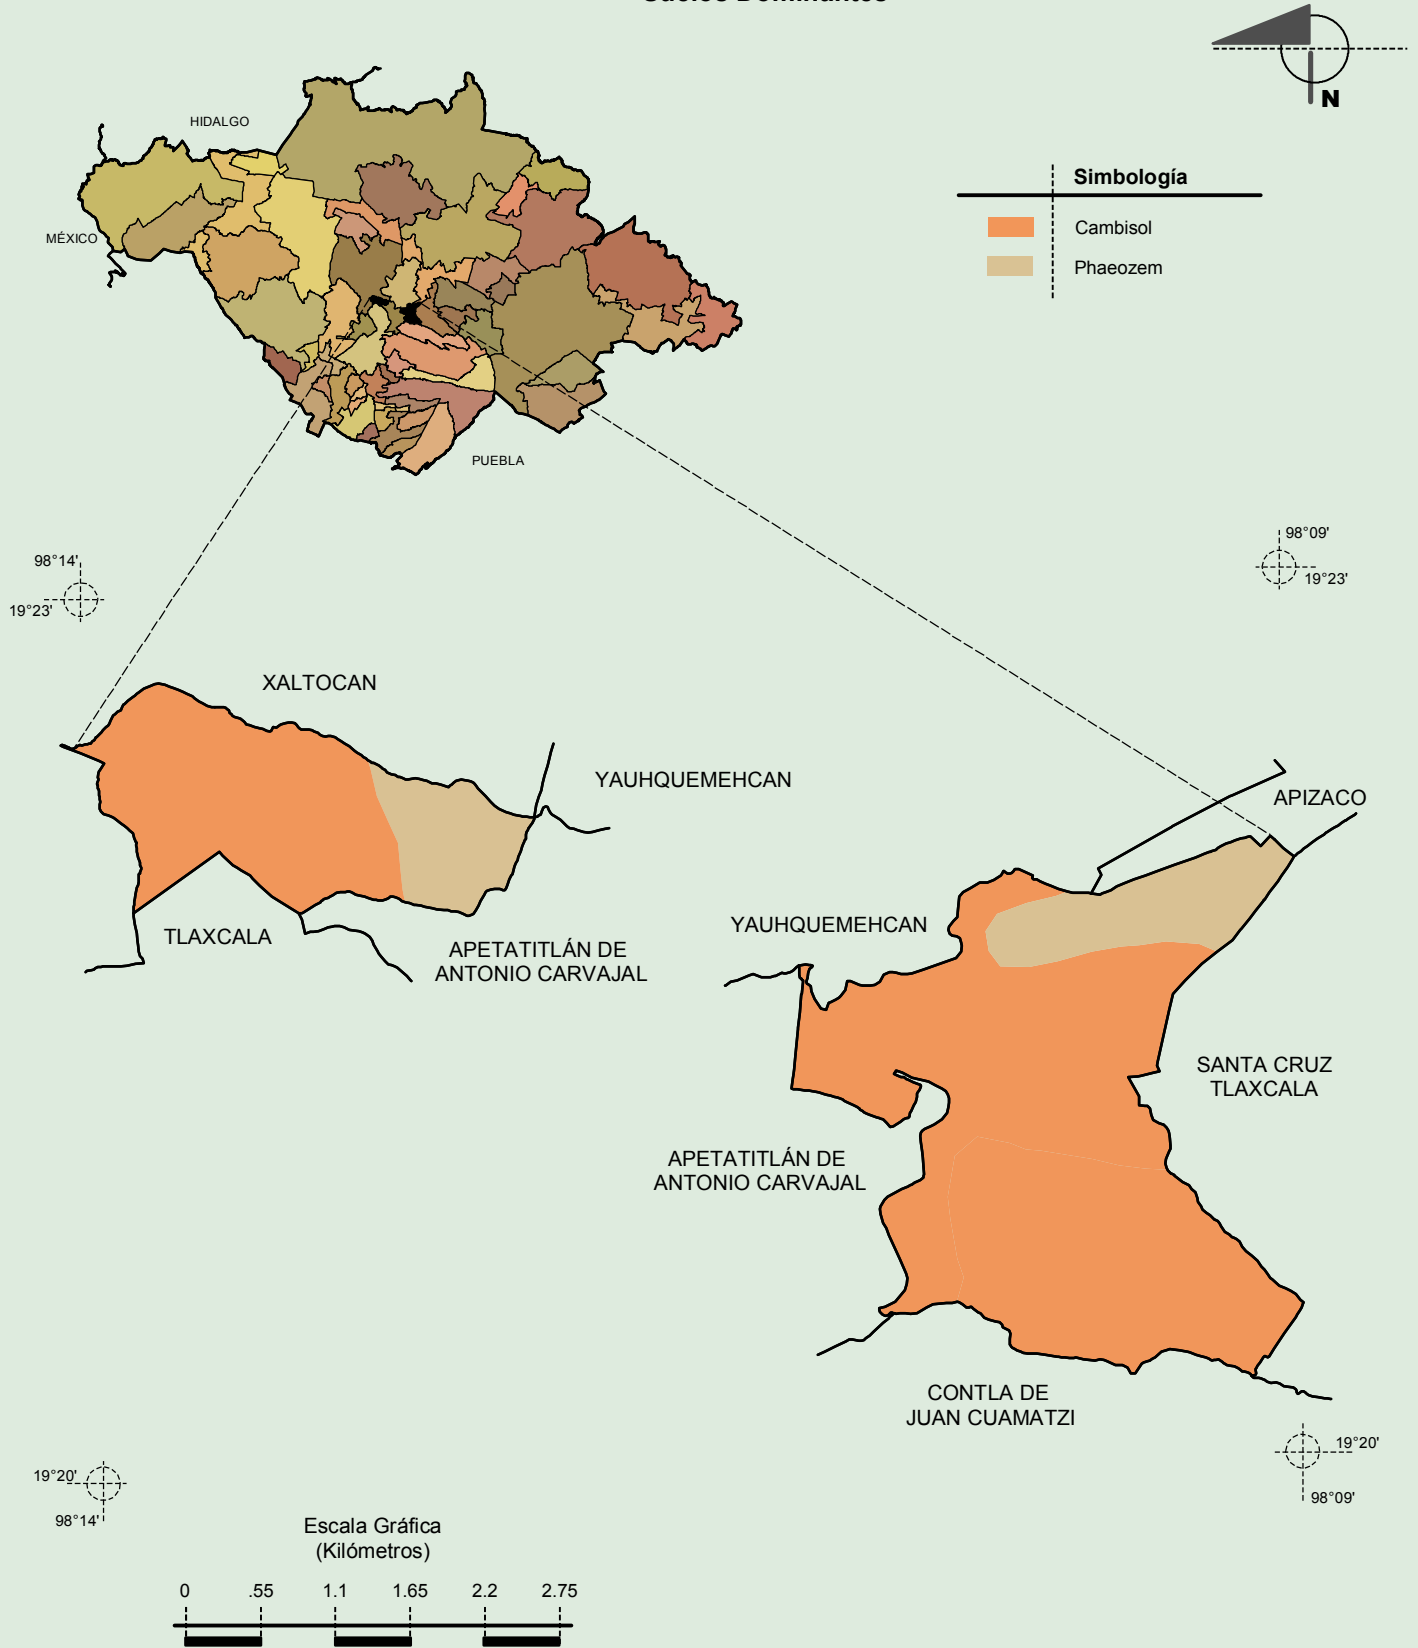 Suelos Dominantes
N
HIDALGO
Simbología
Cambisol
Phaeozem
MÉXICO
PUEBLA
98°14'
19°23'
98°09'
19°23'
XALTOCAN
YAUHQUEMEHCAN
TLAXCALA
APETATITLÁN DE
ANTONIO CARVAJAL
APIZACO
YAUHQUEMEHCAN
SANTA CRUZ
TLAXCALA
APETATITLÁN DE
ANTONIO CARVAJAL
CONTLA DE
JUAN CUAMATZI
19°20'
98°09'
19°20'
98°14'
Escala Gráfica
(Kilómetros)
0 .55 1.1 1.65 2.2 2.75